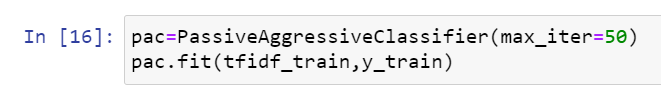 In [16]: pac=PassiveAggressiveClassifier(max_iter=50)
pac.fit(tfidf_train,y_train)